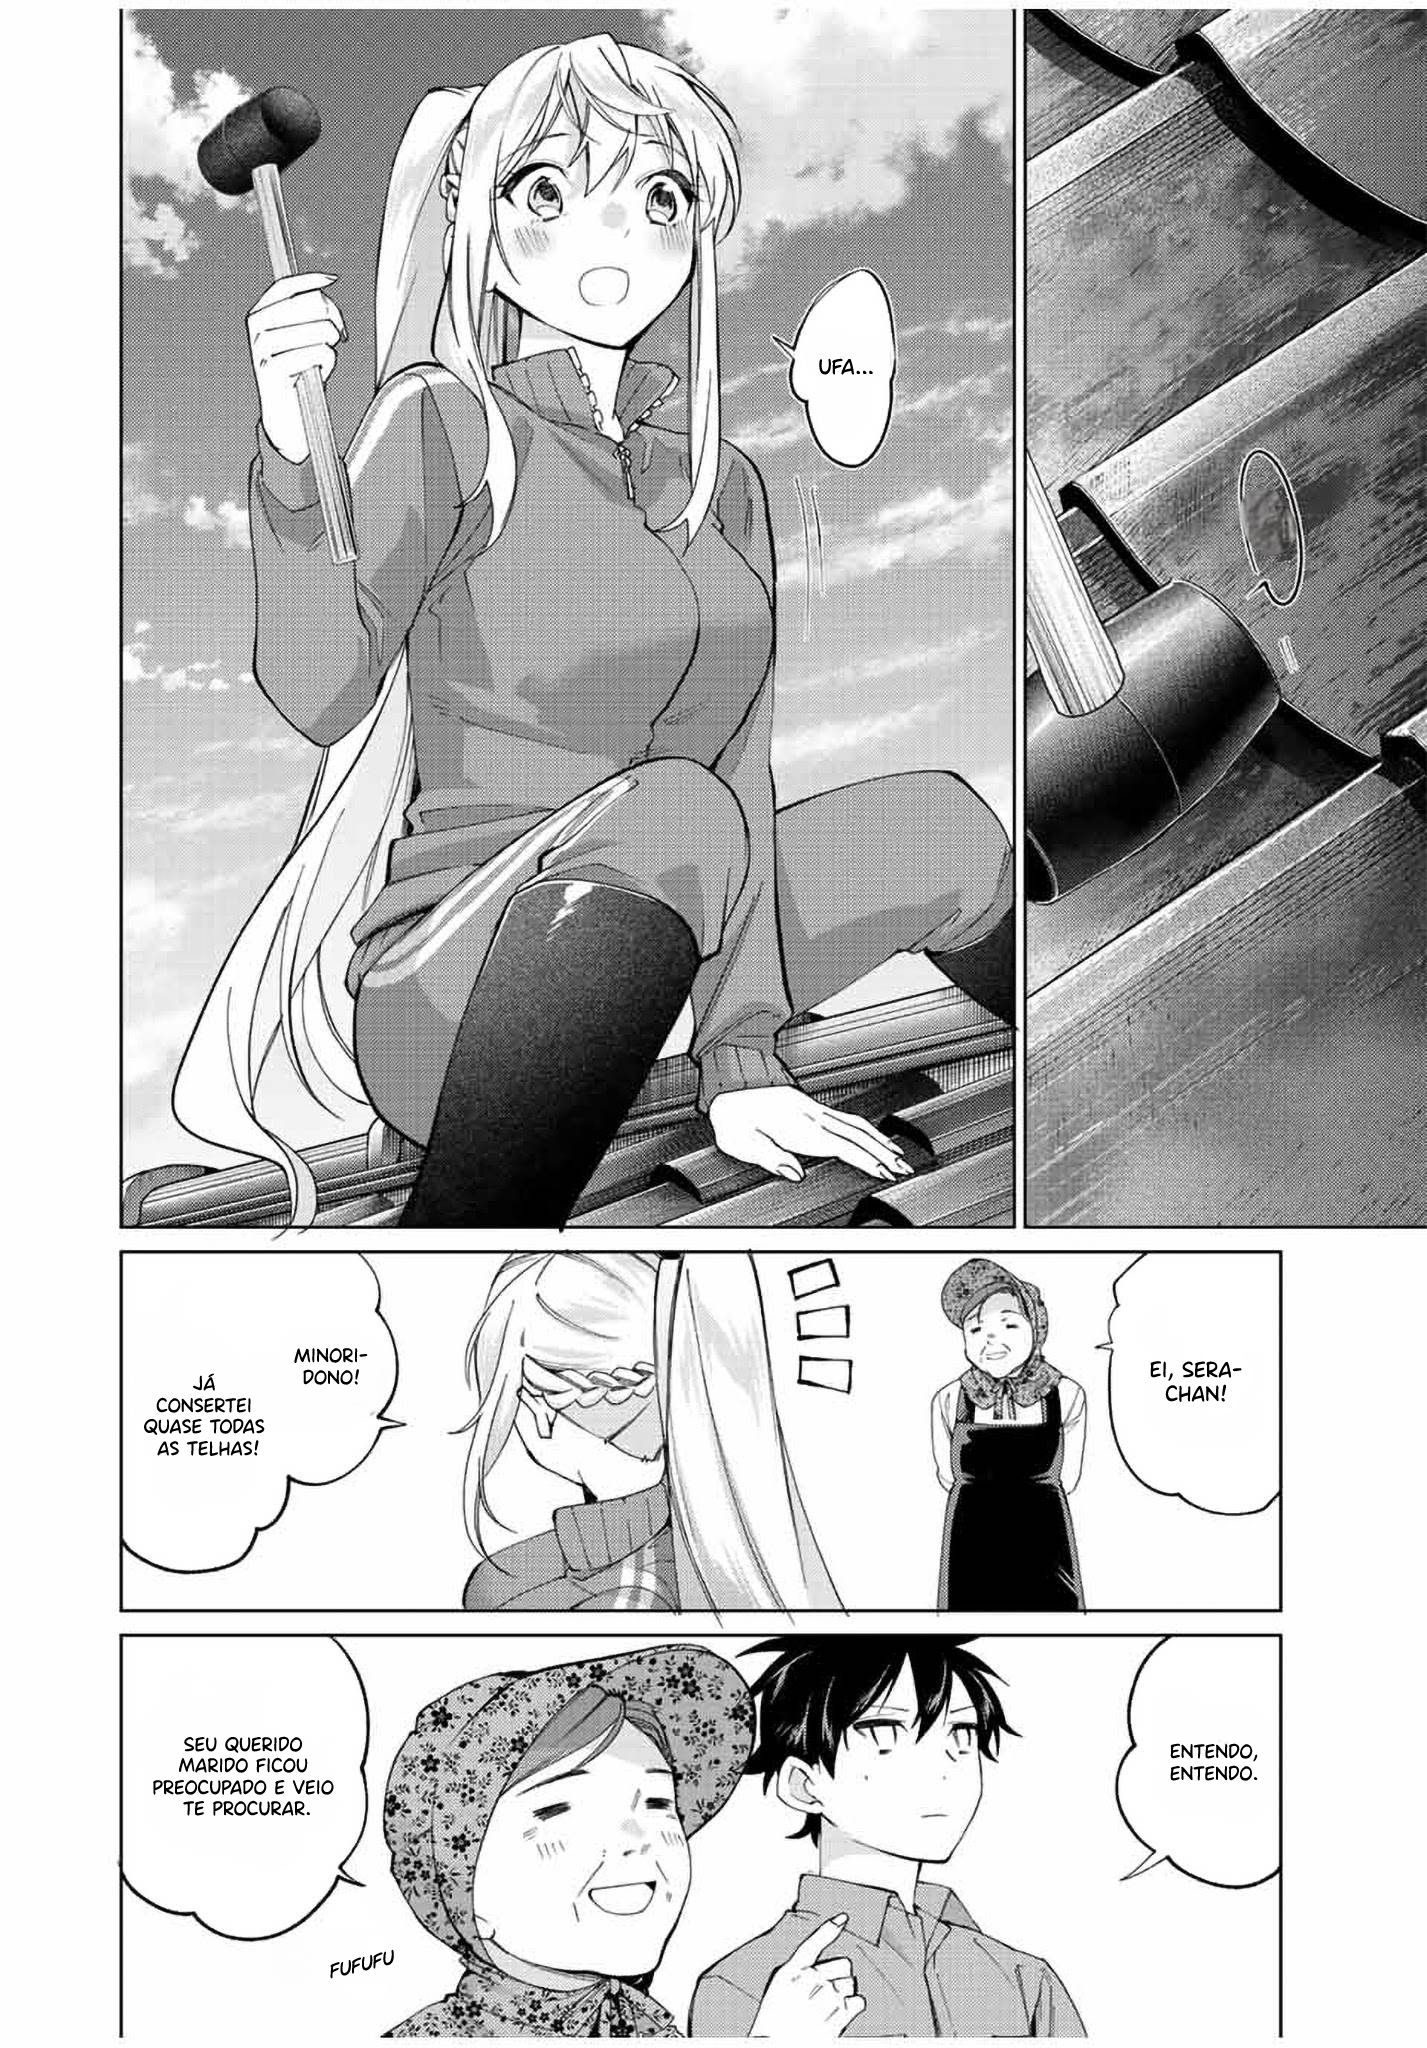 UFA...
EI, SERA-
CHAN!
MINORI-
DONO!
JÁ
CONSERTEI
QUASE TODAS
AS TELHAS!
ENTENDO,
ENTENDO.
SEU QUERIDO
MARIDO FICOU
PREOCUPADO E VEIO
TE PROCURAR.
FUFUFU